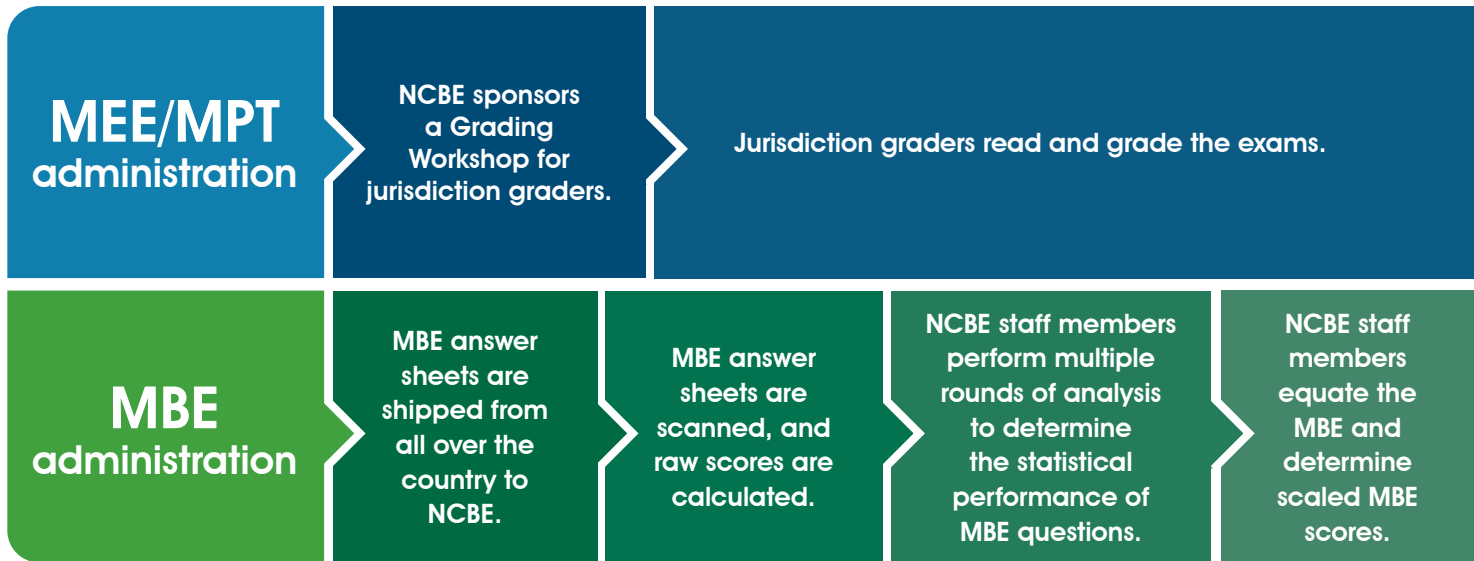 MEE/MPT
administration
NCBE sponsors
a Grading
Workshop for
jurisdiction graders.
Jurisdiction graders read and grade the exams.
MBE
administration
MBE answer
sheets are
shipped from
all over the
country to
NCBE.
MBE answer
sheets are
scanned, and
raw scores are
calculated.
NCBE staff members
perform multiple
rounds of analysis
to determine
the statistical
performance of
MBE questions.
NCBE staff
members
equate the
MBE and
determine
scaled MBE
scores.